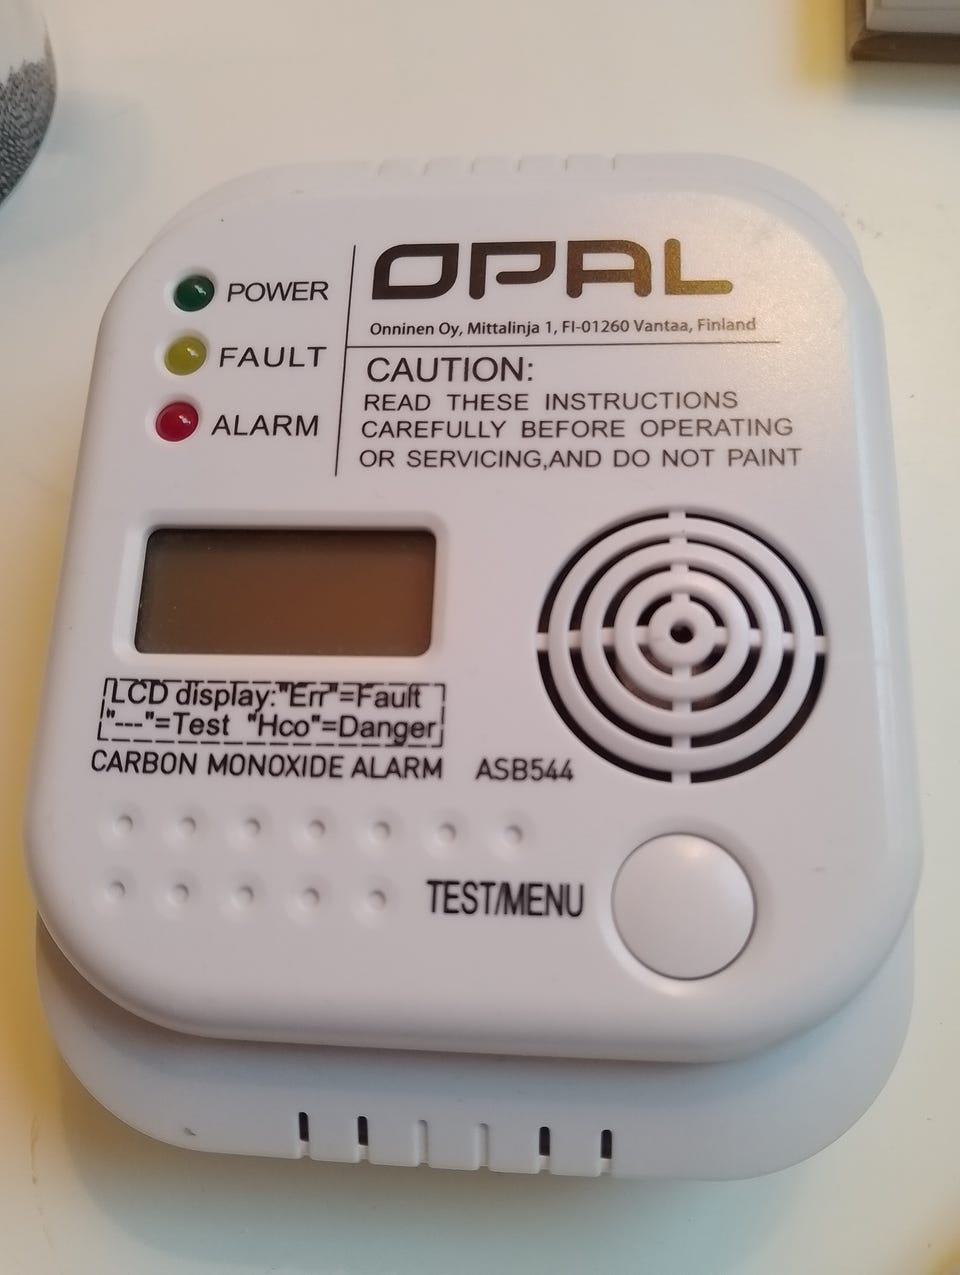 POWER
FAULT
ALARM
OPAL
Onninen Oy, Mittalinja 1, FI-01260 Vantaa, Finland
CAUTION:
READ THESE INSTRUCTIONS
CAREFULLY BEFORE OPERATING
OR SERVICING,AND DO NOT PAINT
LCD display:"Err"=Fault
"---"=Test "Hco"=Danger
CARBON MONOXIDE ALARM ASB544
TEST/MENU